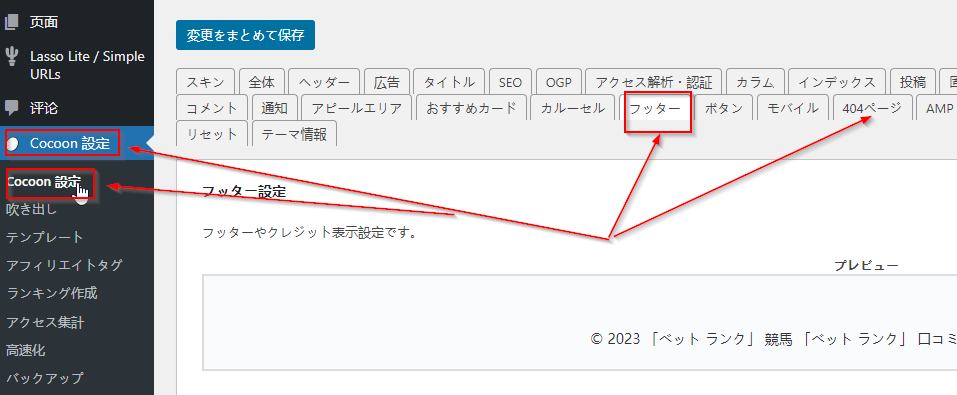 页面
Lasso Lite / Simple
URLs
评论
Cocoon 設定
Cocoon 設定
吹き出し
テンプレート
アフィリエイトタグ
ランキング作成
アクセス集計
高速化
バックアップ
変更をまとめて保存
スキン 全体 ヘッダー 広告 タイトル SEO OGP アクセス解析・認証 カラム インデックス 投稿
コメント 通知 アピールエリア おすすめカード カルーセル フッター ボタン モバイル 404ページ AMP
リセット テーマ情報
フッター設定
フッターやクレジット表示設定です。
プレビュー
© 2023 「ベット ランク」 競馬 「ベット ランク」 口コミ